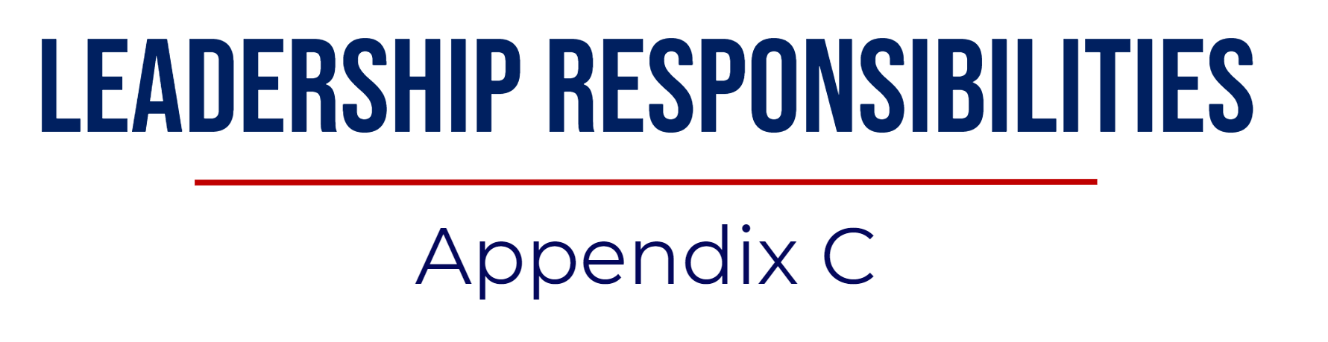 LEADERSHIP RESPONSIBILITIES
Appendix C